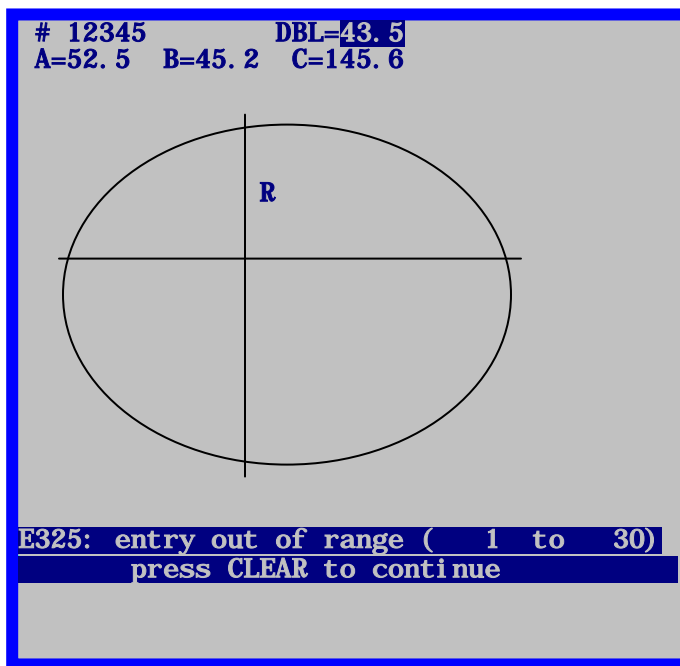 # 12345 DBL=43.5
A=52.5 B=45.2 C=145.6
R
E325: entry out of range ( 1 to 30)
press CLEAR to continue